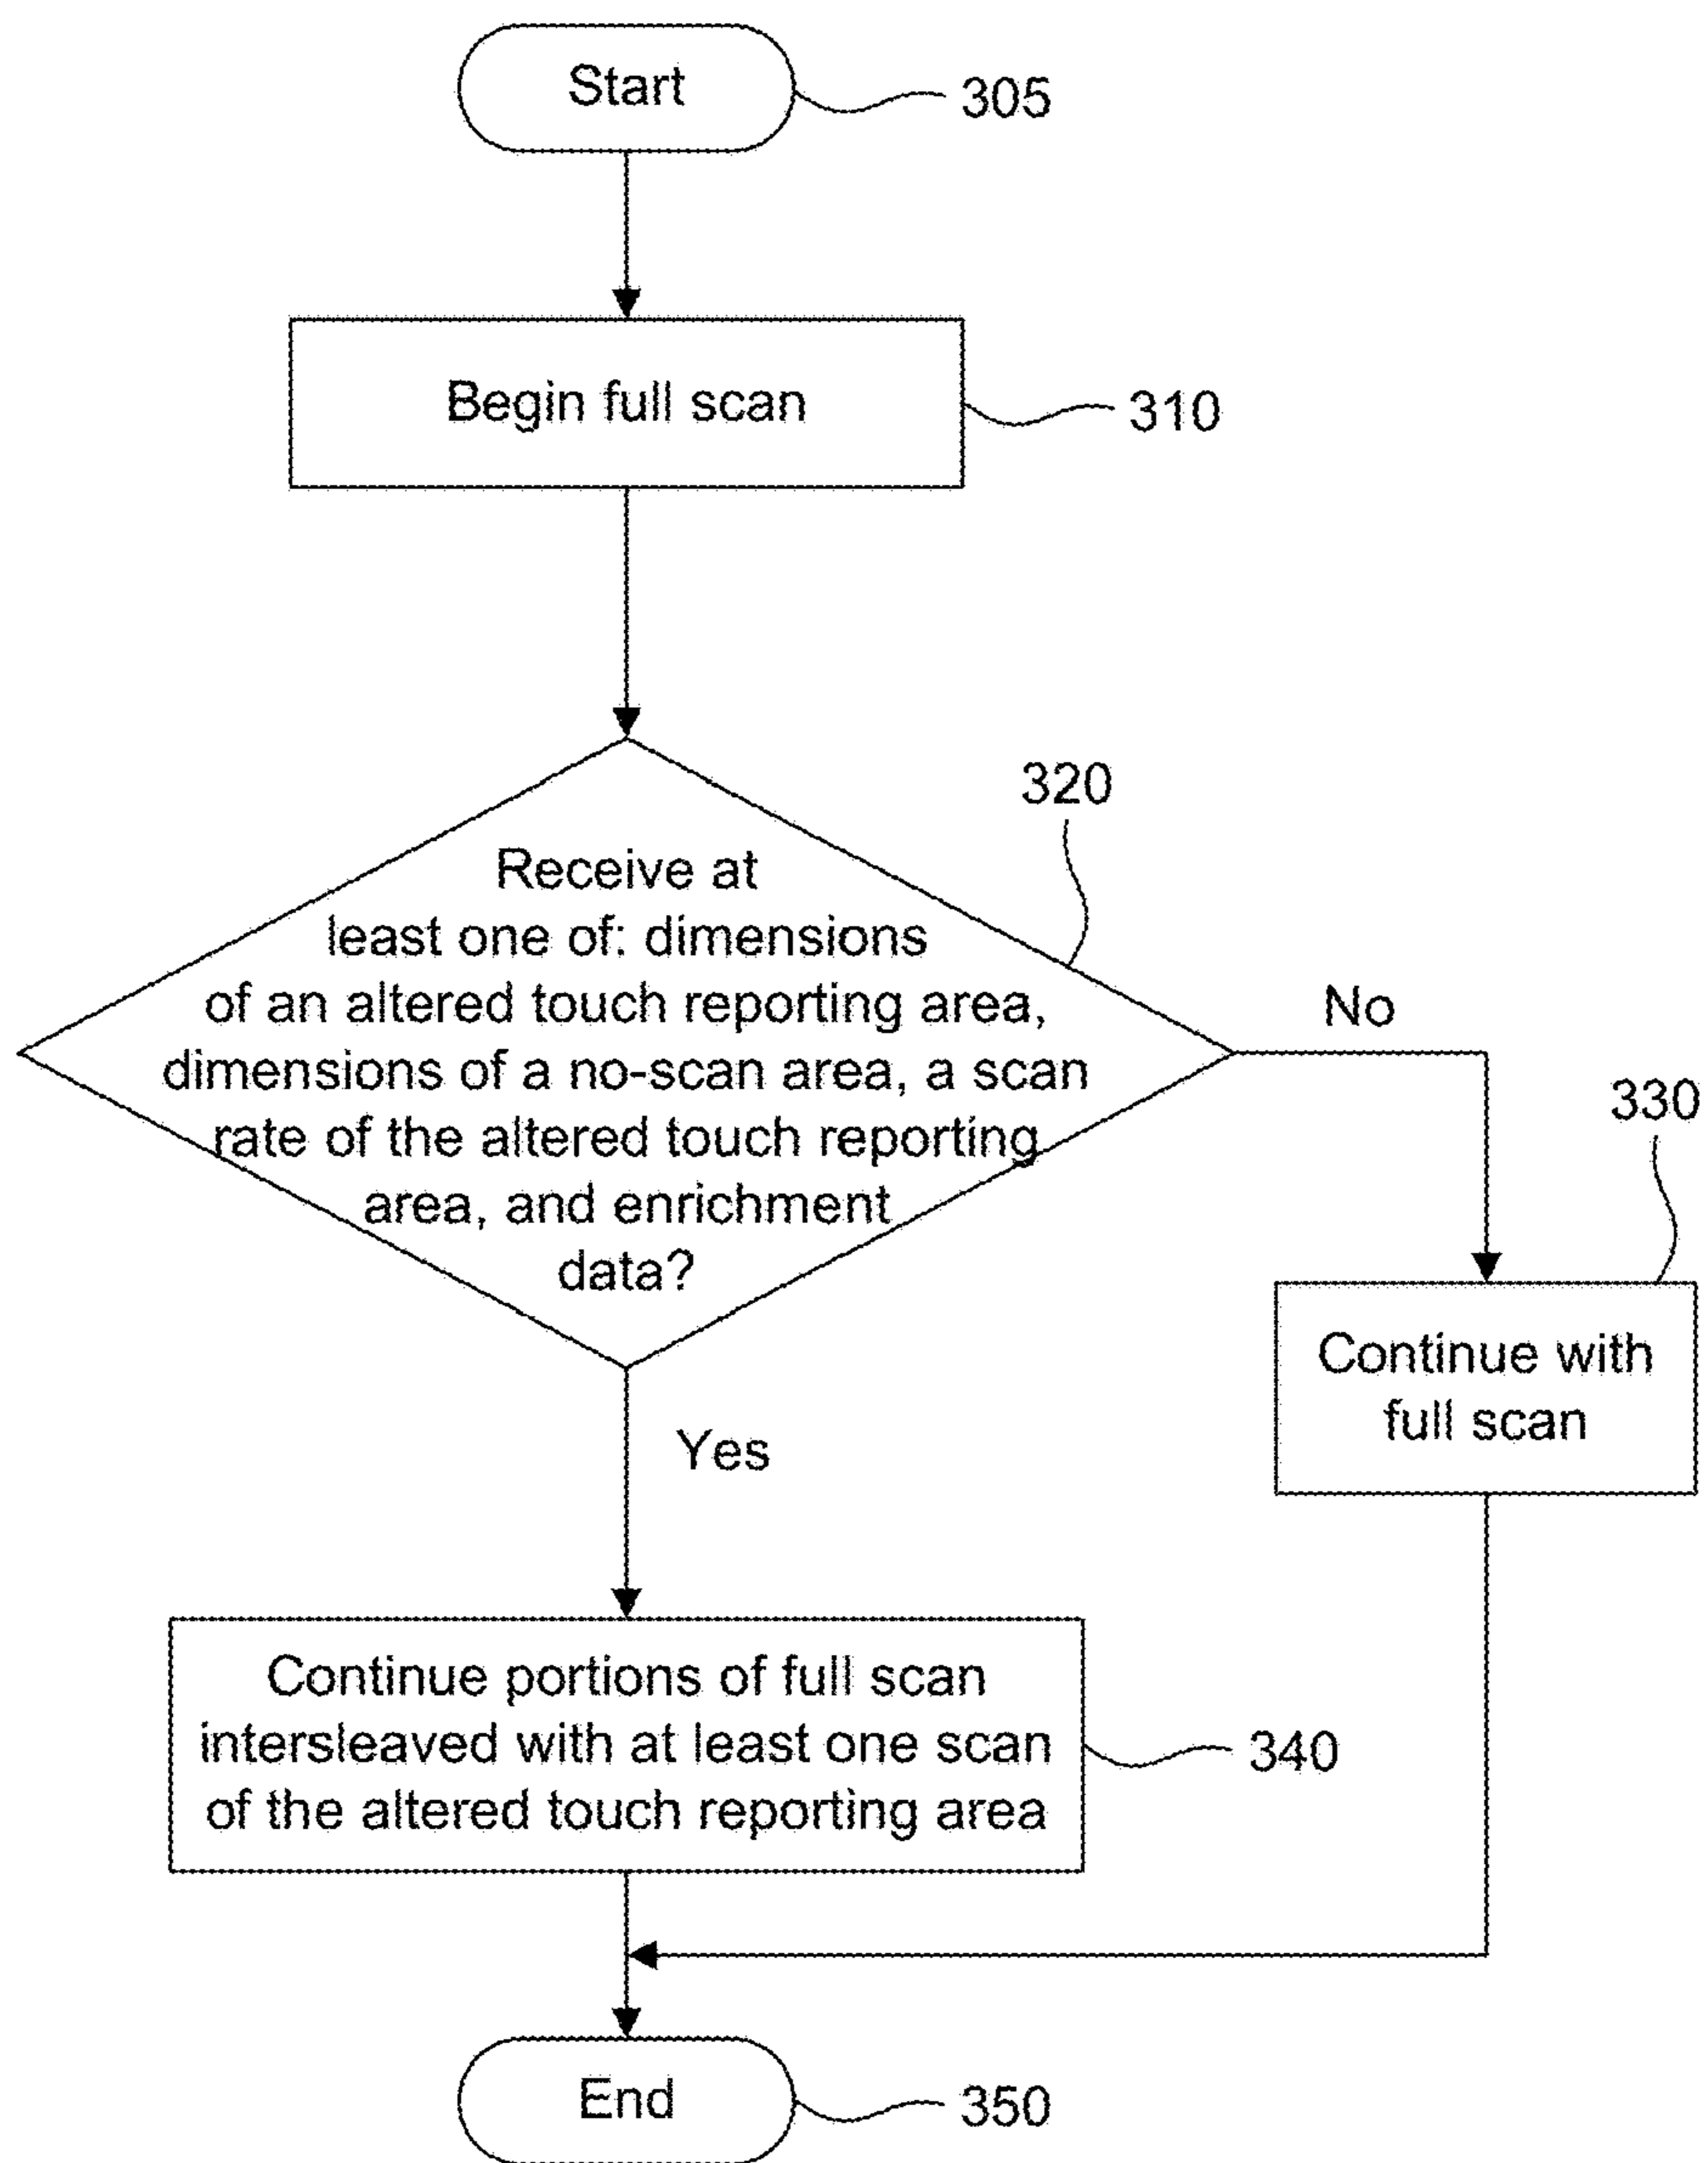 Start
305
Begin full scan
310
320
Receive at
least one of: dimensions
of an altered touch reporting area,
dimensions of a no-scan area, a scan
rate of the altered touch reporting
area, and enrichment
data?
No
330
Continue with
full scan
Yes
Continue portions of full scan
intersleaved with at least one scan
of the altered touch reporting area
340
End
350